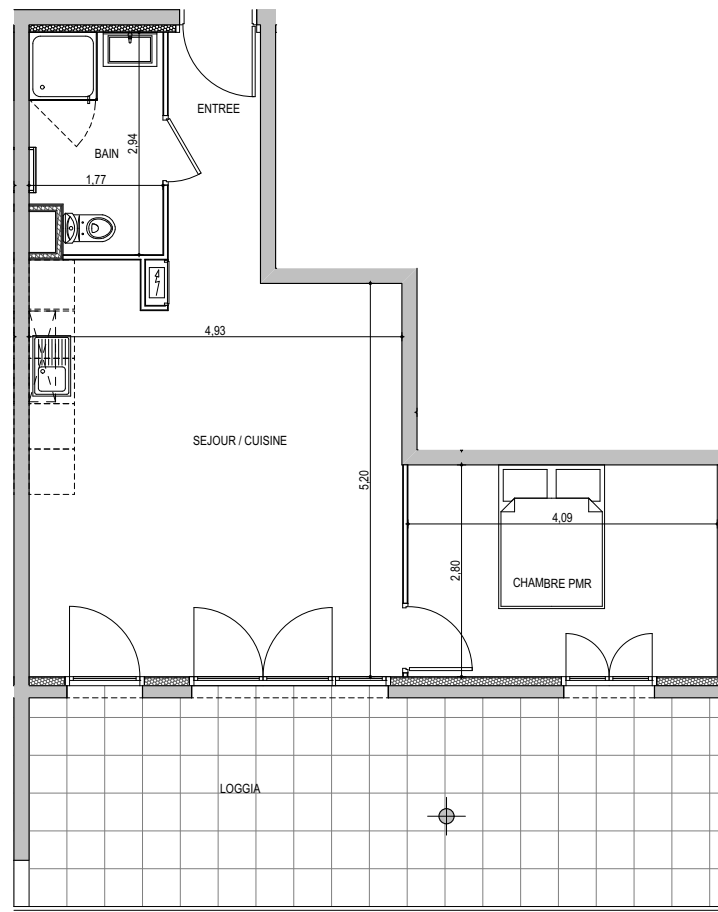 ENTREE
BAIN
2,94
1,77
4,93
SEJOUR / CUISINE
5,20
4,09
2,80
CHAMBRE PMR
LOGGIA